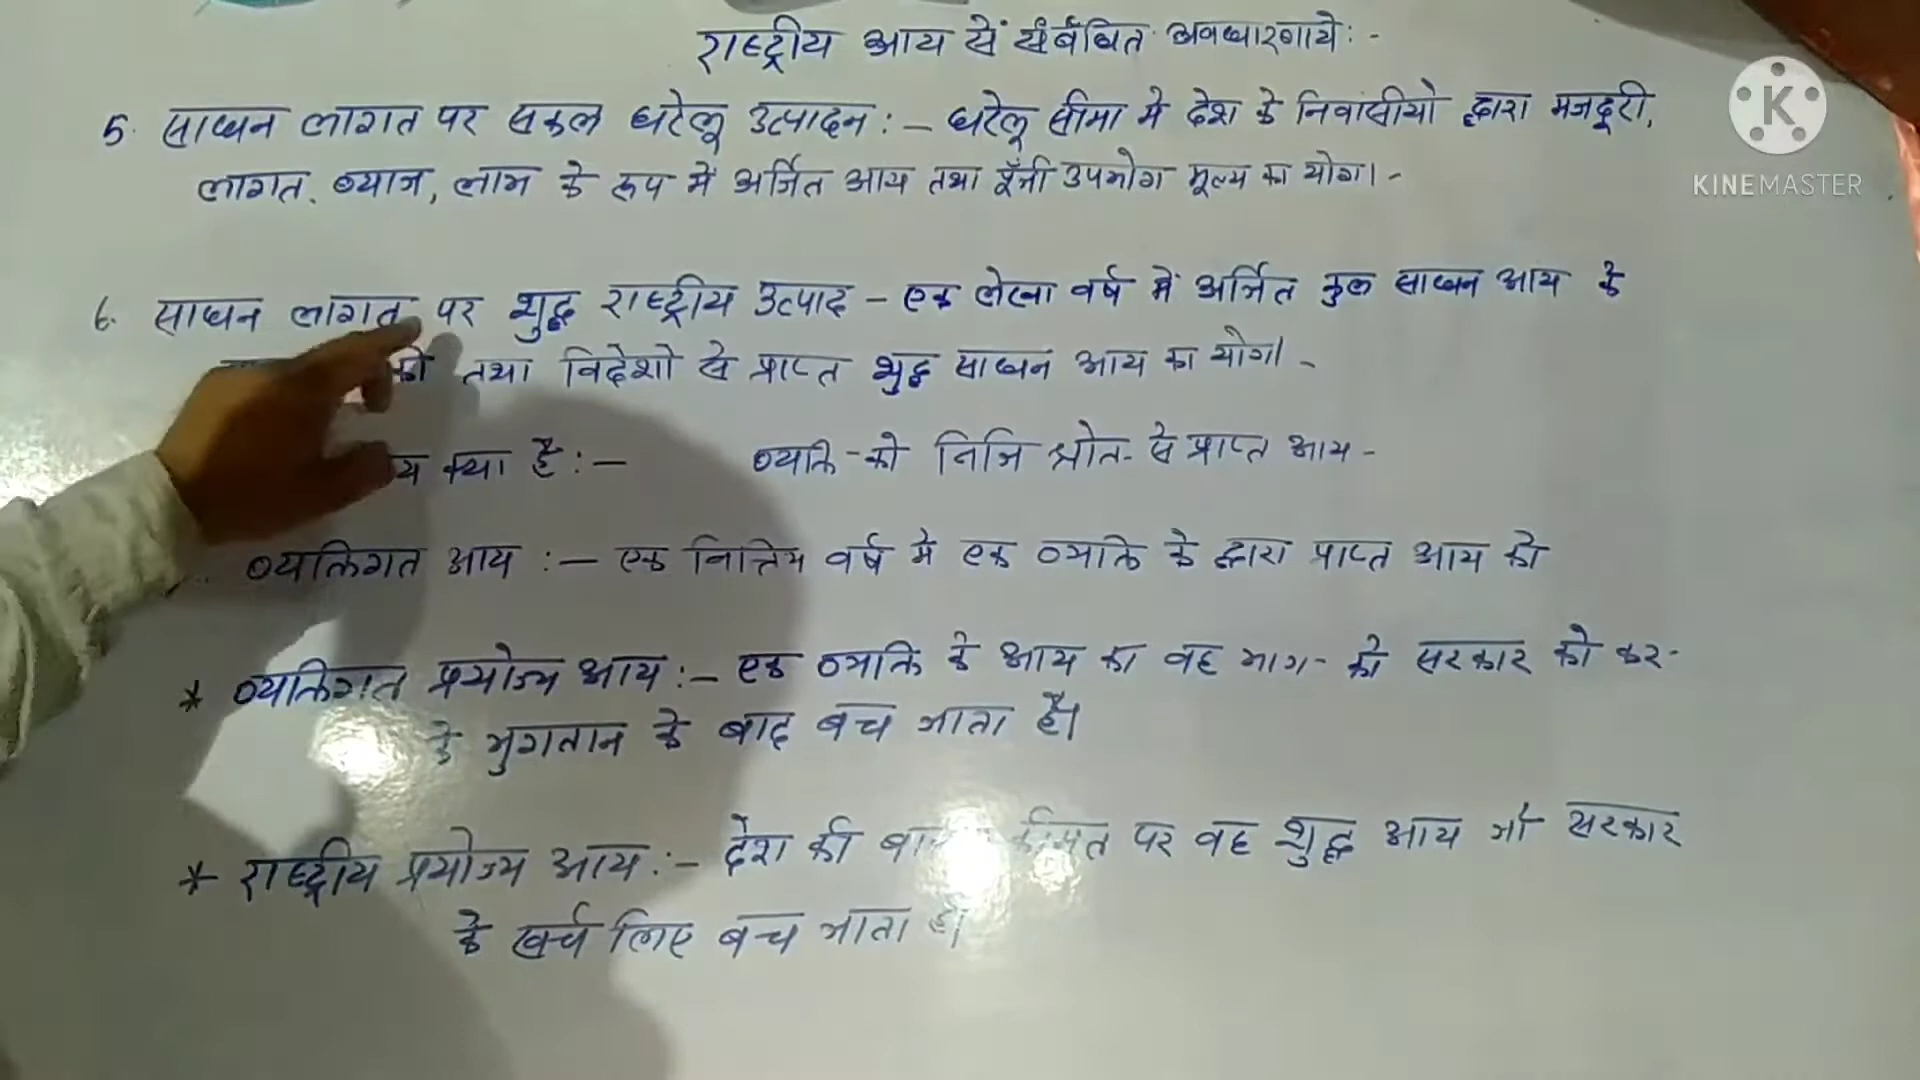 राष्ट्रीय आय सें संबंधित अवधारणाये: -
5. साधन लागत पर सकल घरेलू उत्पादन : – घरेलू सीमा मे देश के निवासीयो द्वारा मजदूरी,
लागत, ब्याज, लाभ के रूप में अर्जित आय तथा पूँजी उपभोग मूल्य का योग। -
K
KINEMASTER
6. साधन लागत पर शुद्ध राष्ट्रीय उत्पाद – एक लेखा वर्ष में अर्जित कुल साधन आय के
तथा विदेशो से प्राप्त शुद्ध साधन आय का योग। -
क्या है : – व्यक्ति - को निजि श्रोत - से प्राप्त आय -
व्यक्तिगत आय : – एक वित्तिय वर्ष मे एक व्यक्ति के द्वारा प्राप्त आय को
* व्यक्तिगत प्रयोज्य आय : – एक व्यक्ति के आय का वह भाग - को सरकार को कर -
के भुगतान के बाद बच जाता है।
* राष्ट्रीय प्रयोज्य आय : – देश की पर वह शुद्ध आय जो सरकार
के खर्च लिए बच जाता है।